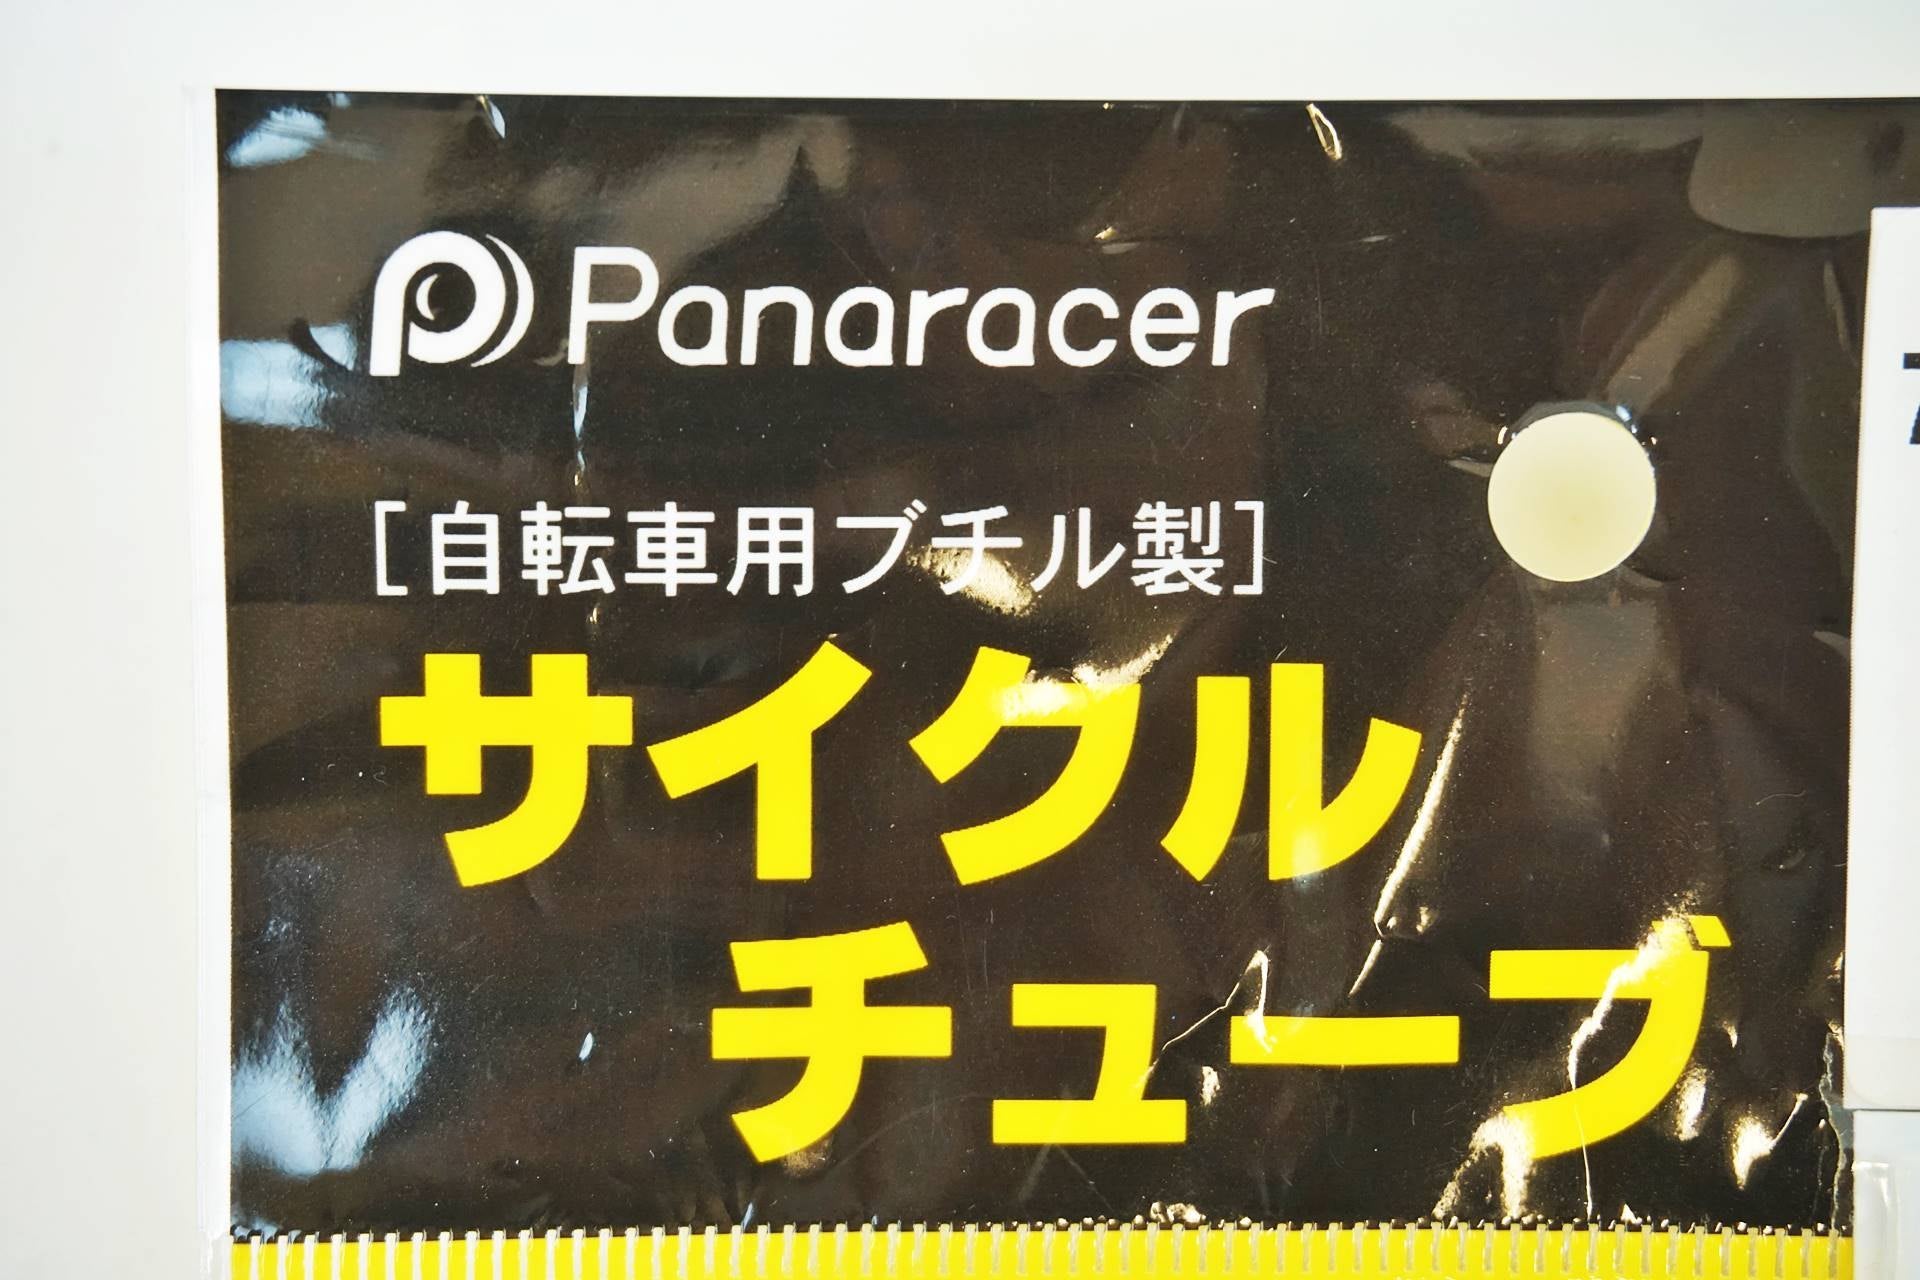 Panaracer
[自転車用ブチル製]
サイクル
チューブ